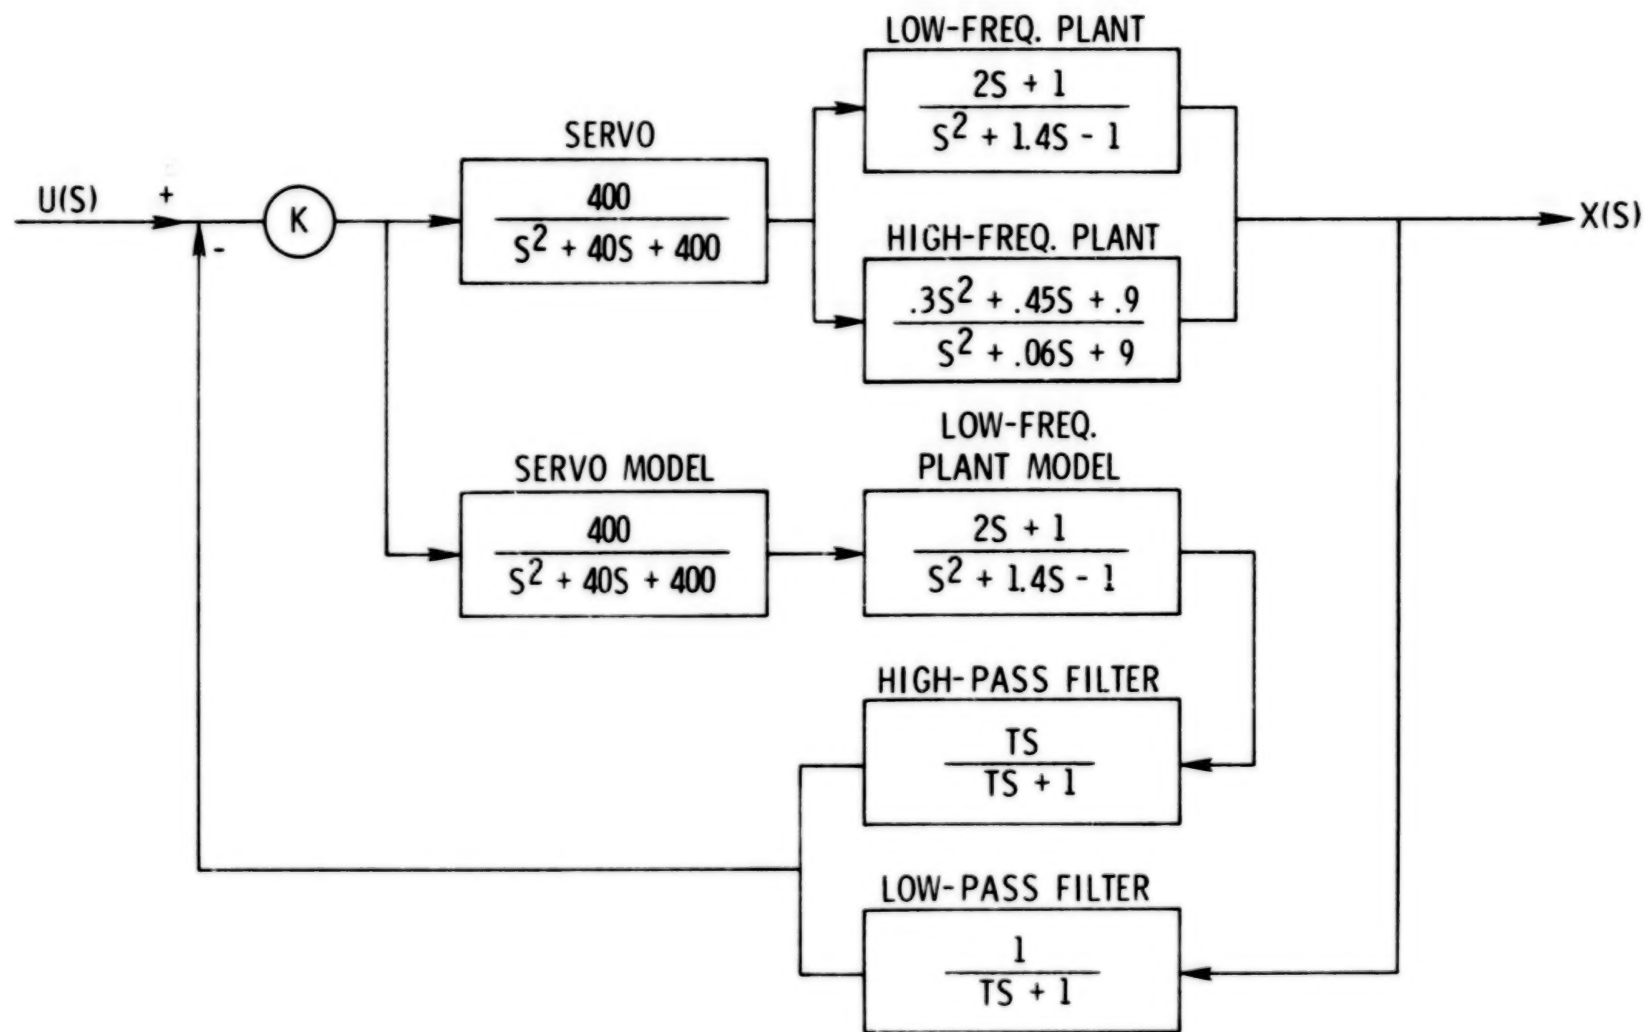 LOW-FREQ. PLANT
2S + 1
S² + 1.4S - 1
SERVO
400
S² + 40S + 400
U(S)
+
-
K
HIGH-FREQ. PLANT
.3S² + .45S + .9
S² + .06S + 9
X(S)
LOW-FREQ.
PLANT MODEL
2S + 1
S² + 1.4S - 1
SERVO MODEL
400
S² + 40S + 400
HIGH-PASS FILTER
TS
TS + 1
LOW-PASS FILTER
1
TS + 1